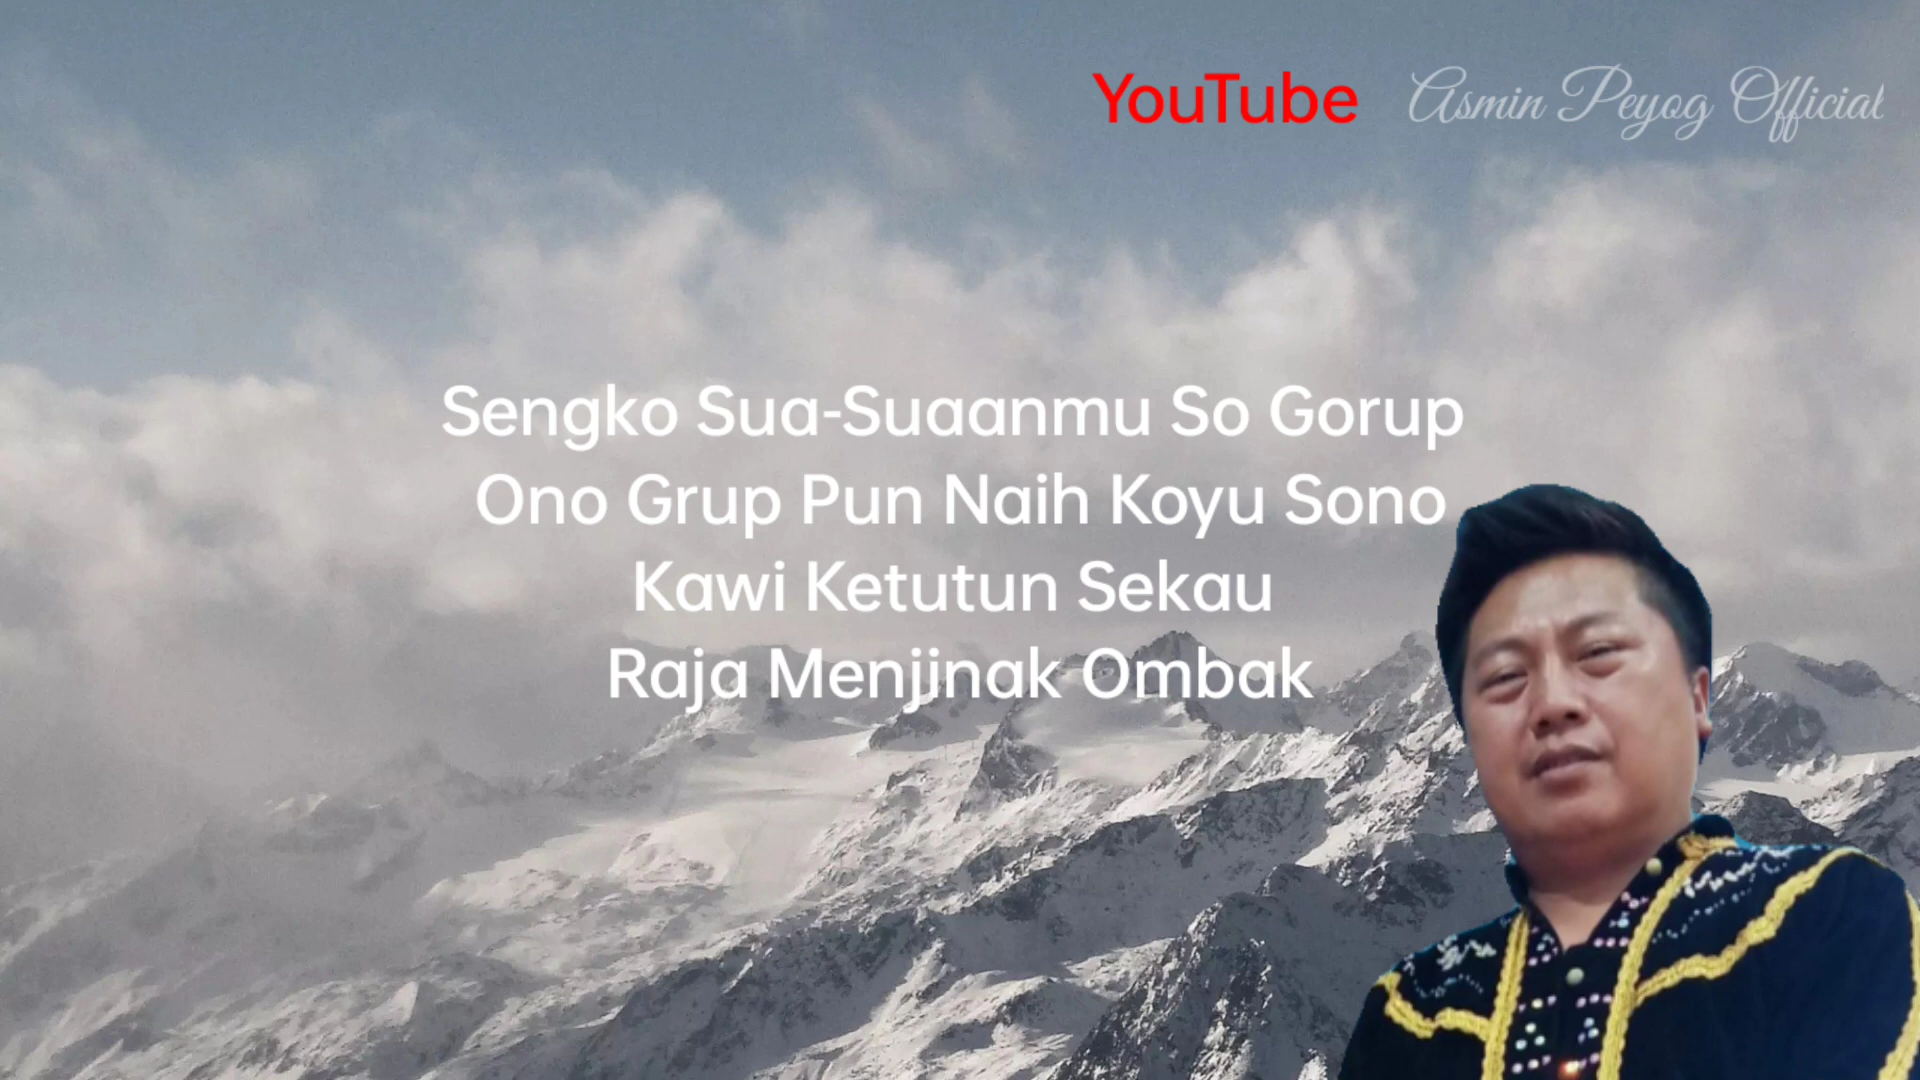 YouTube Asmin Peyog Official
Sengko Sua-Suaanmu So Gorup
Ono Grup Pun Naih Koyu Sono
Kawi Ketutun Sekau
Raja Menjinak Ombak